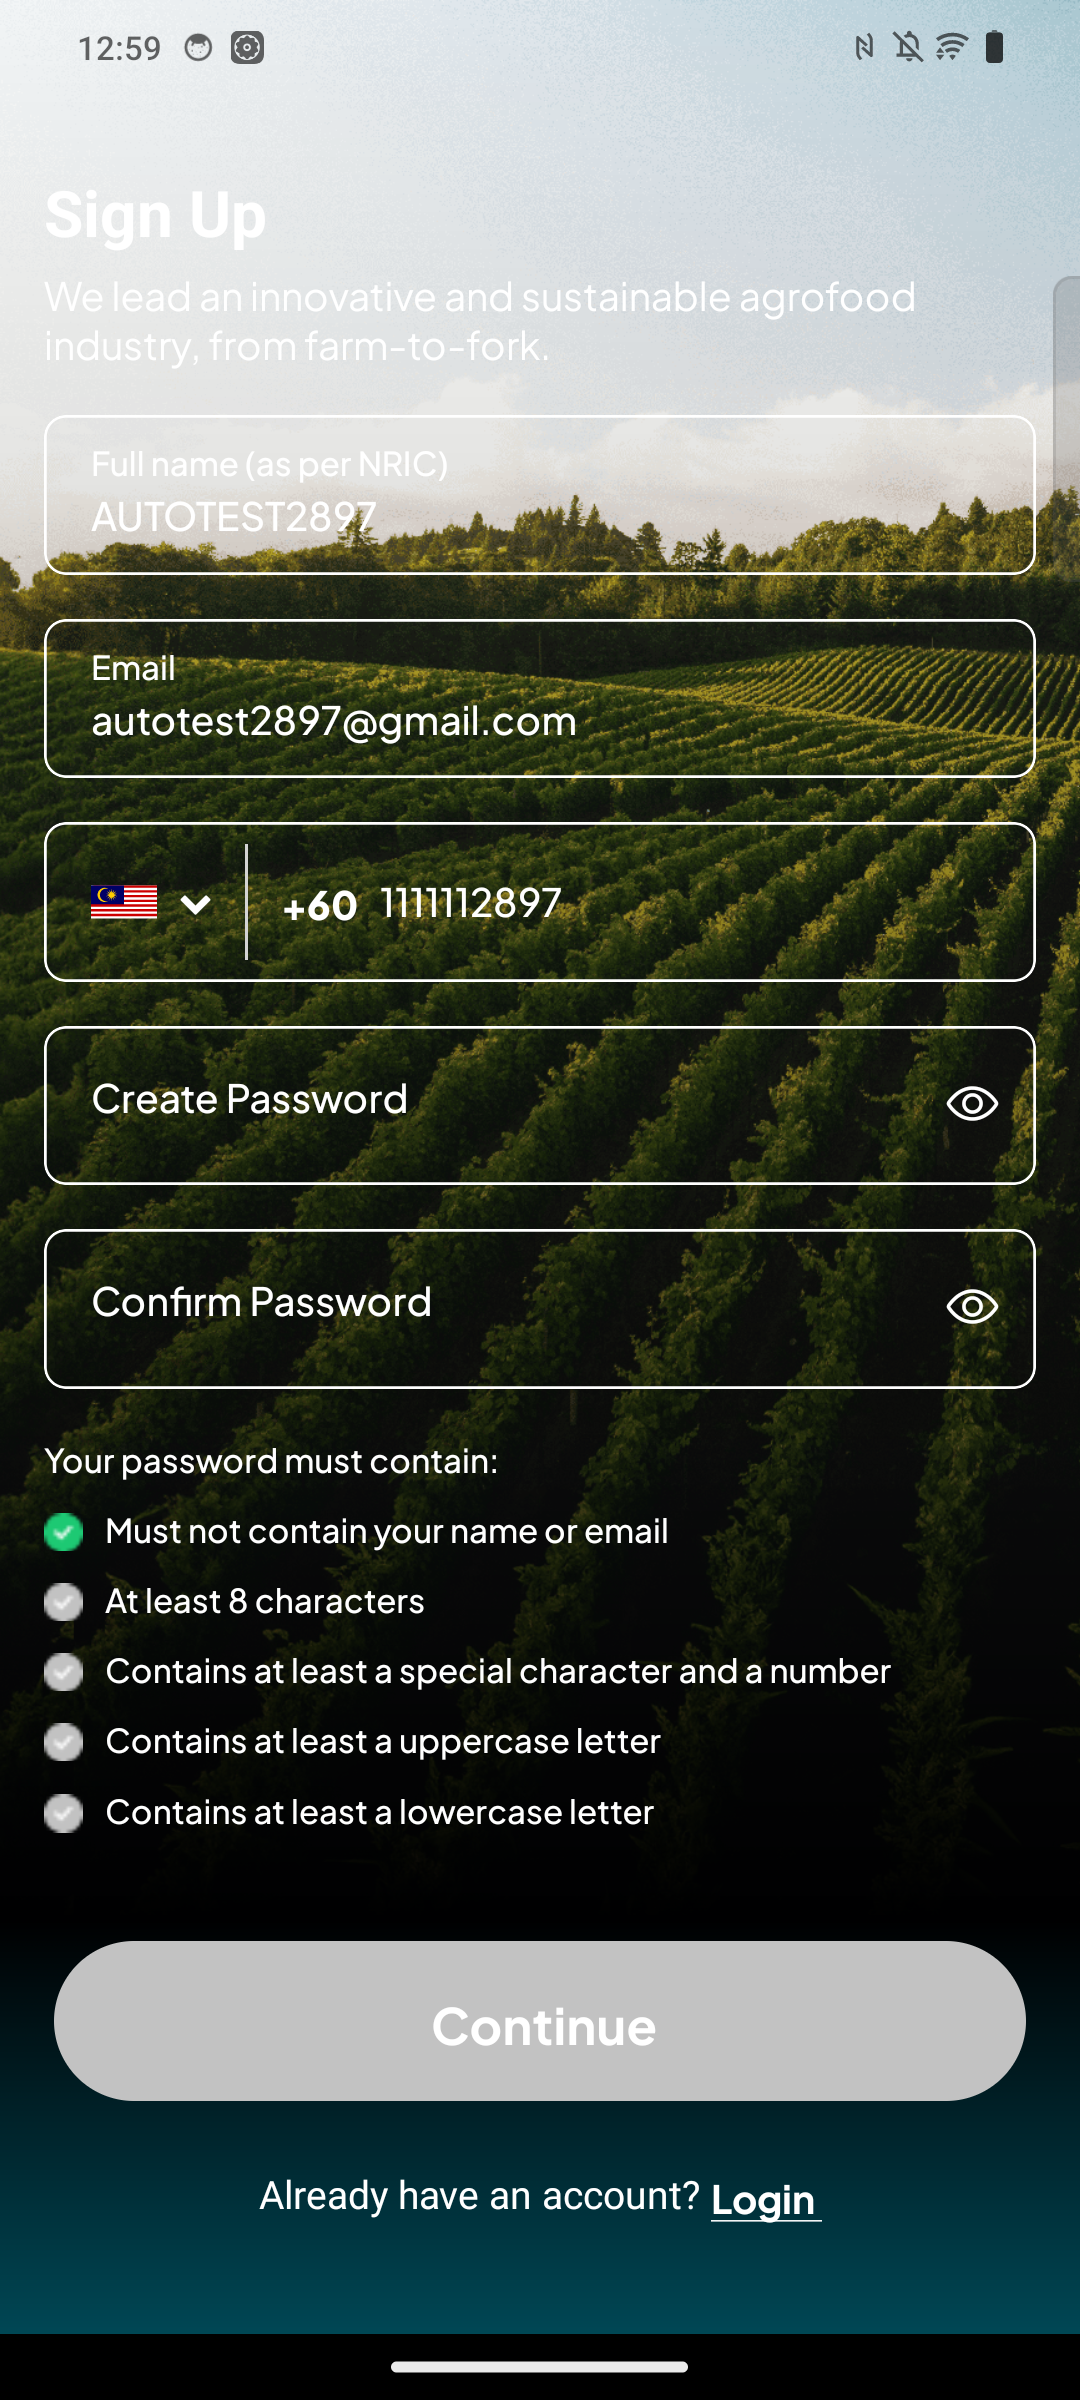 12:59
Sign Up
We lead an innovative and sustainable agrofood
industry, from farm-to-fork.
Full name (as per NRIC)
AUTOTEST2897
Email
autotest2897@gmail.com
+60 1111112897
Create Password
Confirm Password
Your password must contain:
Must not contain your name or email
At least 8 characters
Contains at least a special character and a number
Contains at least a uppercase letter
Contains at least a lowercase letter
Continue
Already have an account? Login